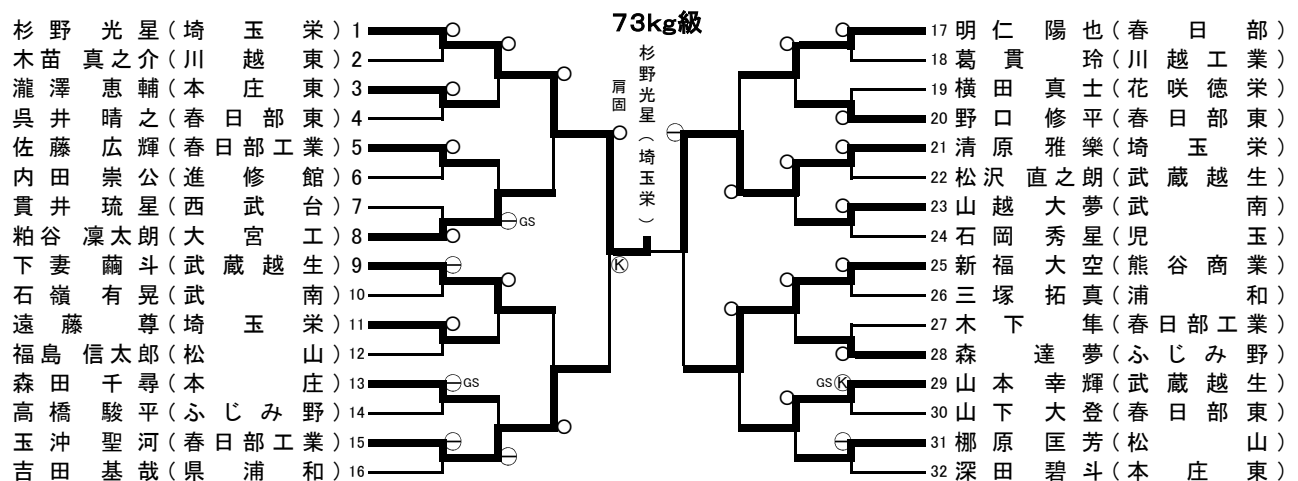 73kg級
杉野光星(埼玉栄) 1
木苗真之介(川越東) 2
瀧澤恵輔(本庄東) 3
呉井晴之(春日部東) 4
佐藤広輝(春日部工業) 5
内田崇公(進修館) 6
貫井琉星(西武台) 7
粕谷凜太朗(大宮工) 8
下妻繭斗(武蔵越生) 9
石嶺有晃(武南) 10
遠藤尊(埼玉栄) 11
福島信太郎(松山) 12
森田千尋(本庄) 13
高橋駿平(ふじみ野) 14
玉沖聖河(春日部工業) 15
吉田基哉(県浦和) 16
GS
GS
肩固
杉野光星(埼玉栄)
K
GS K
17 明仁陽也(春日部)
18 葛貫玲(川越工業)
19 横田真士(花咲徳栄)
20 野口修平(春日部東)
21 清原雅樂(埼玉栄)
22 松沢直之朗(武蔵越生)
23 山越大夢(武南)
24 石岡秀星(児玉)
25 新福大空(熊谷商業)
26 三塚拓真(浦和)
27 木下隼(春日部工業)
28 森達夢(ふじみ野)
29 山本幸輝(武蔵越生)
30 山下大登(春日部東)
31 梛原匡芳(松山)
32 深田碧斗(本庄東)